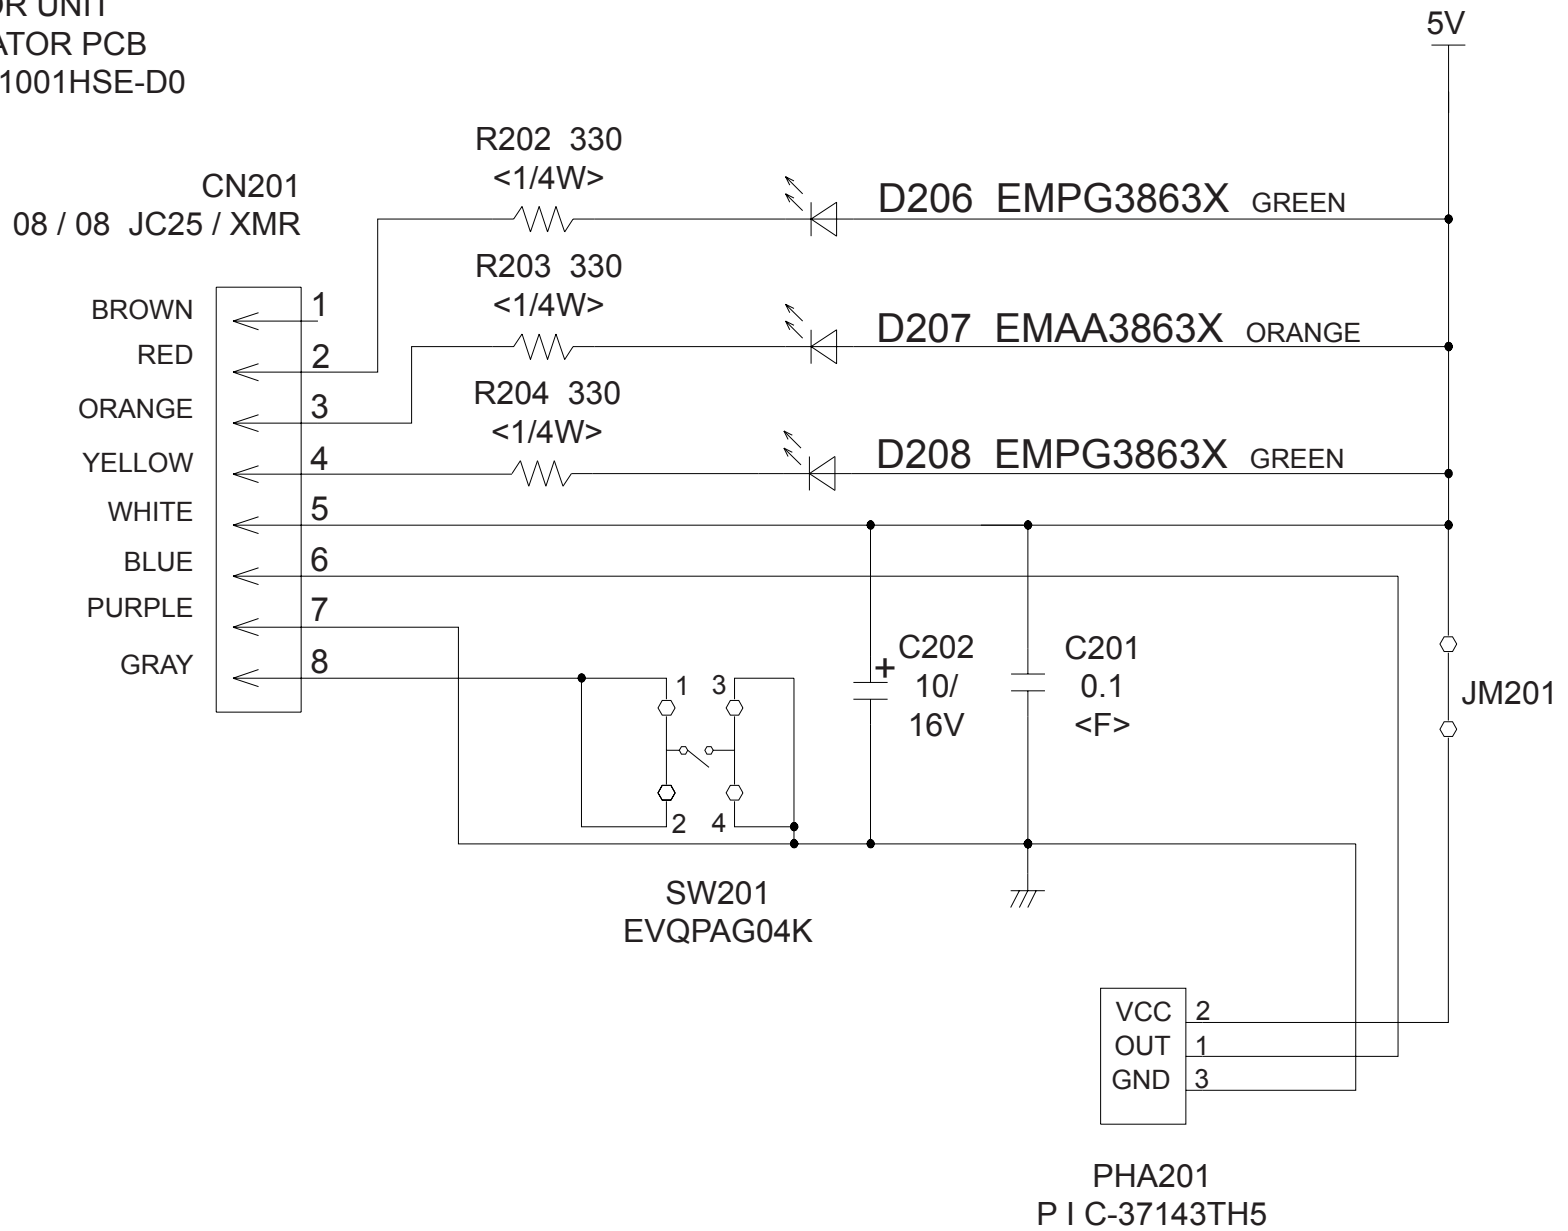 UNIT
PCB
1001HSE-D0
5V
R202 330
<1/4W>
CN201
08 / 08 JC25 / XMR
D206 EMPG3863X GREEN
R203 330
<1/4W>
D207 EMAA3863X ORANGE
R204 330
<1/4W>
D208 EMPG3863X GREEN
BROWN 1
RED 2
ORANGE 3
YELLOW 4
WHITE 5
BLUE 6
PURPLE 7
GRAY 8
1 3
2 4
SW201
EVQPAG04K
+ C202
10/
16V
C201
0.1
<F>
JM201
VCC 2
OUT 1
GND 3
PHA201
P I C-37143TH5